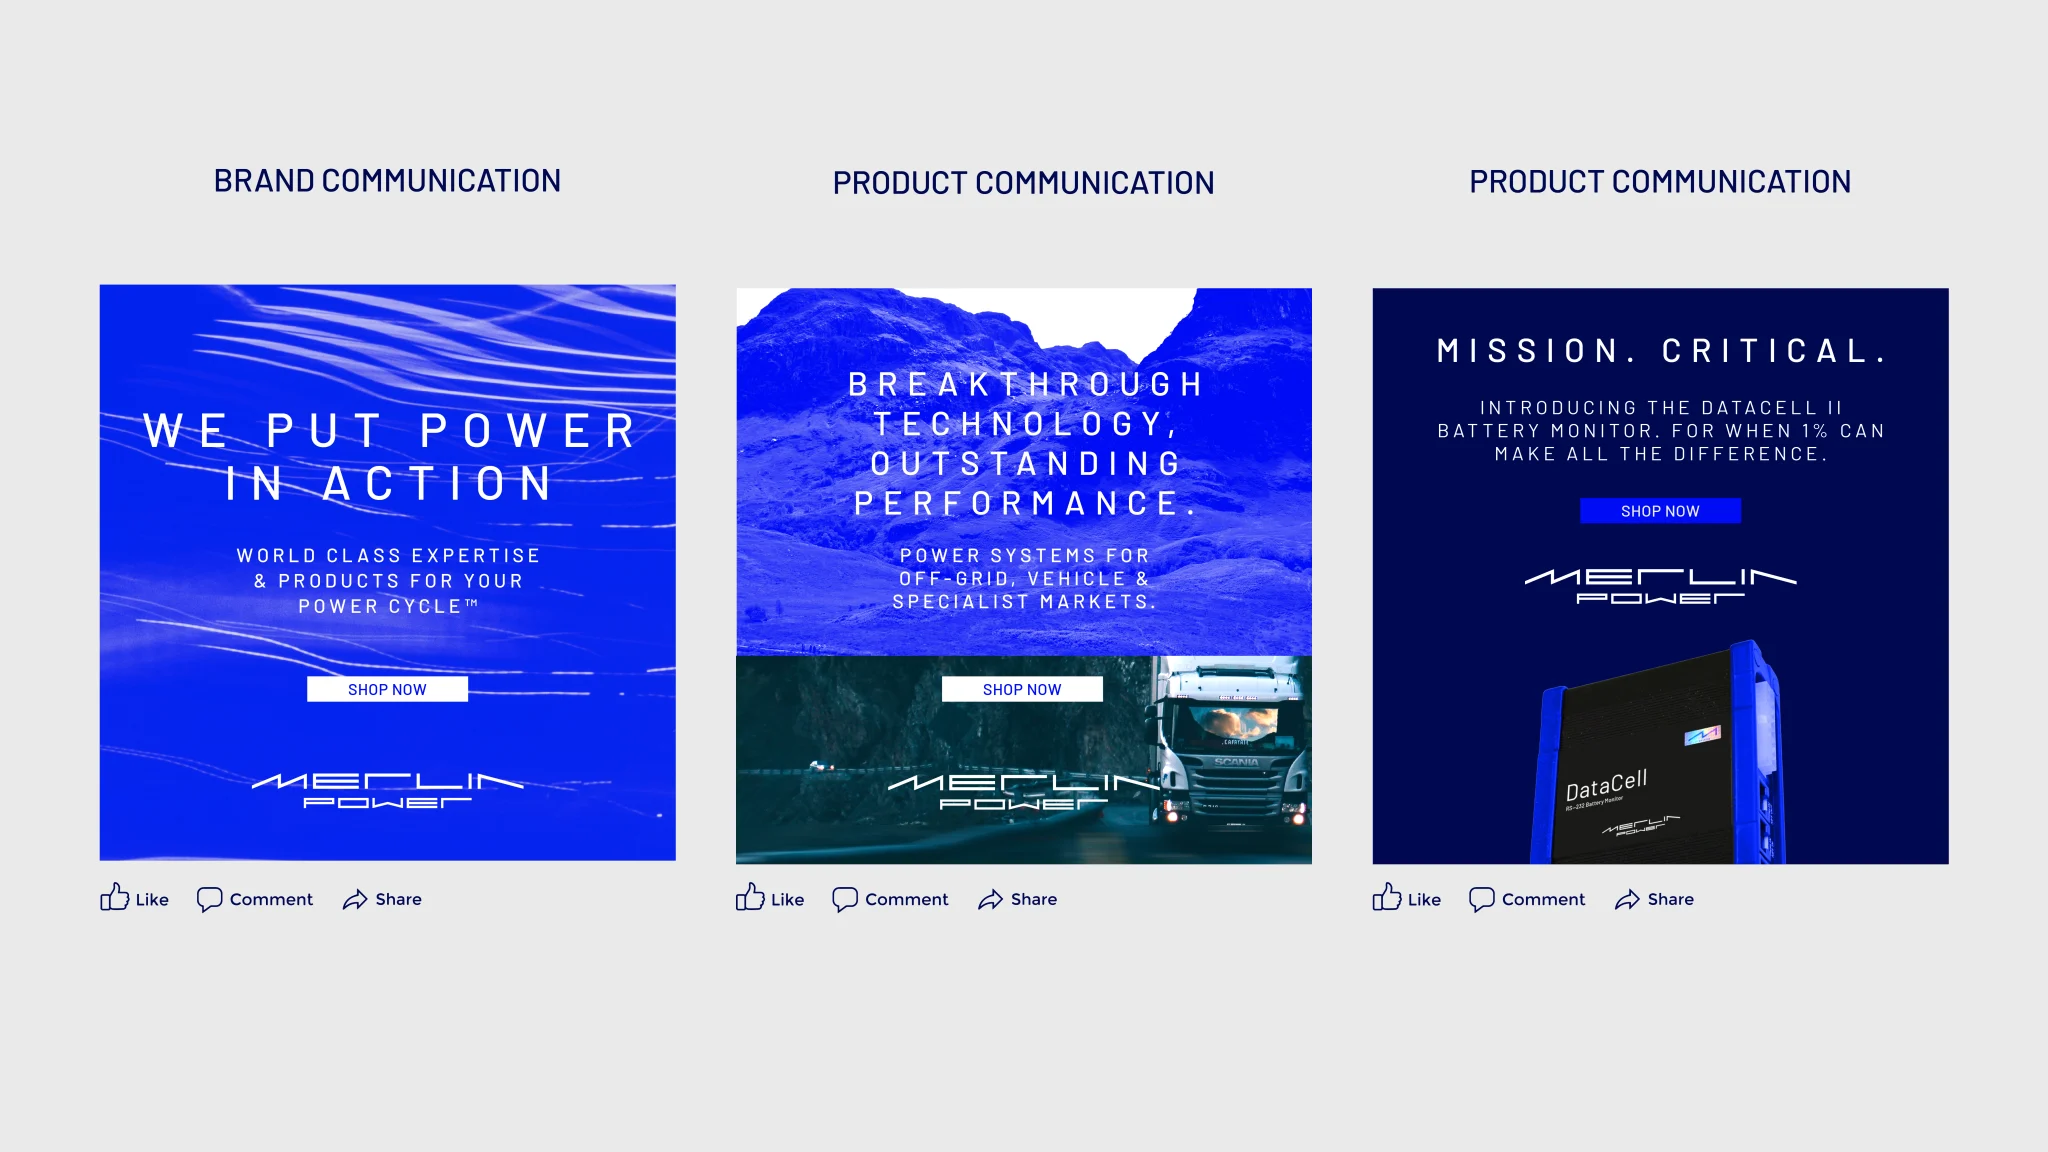 BRAND COMMUNICATION
WE PUT POWER
IN ACTION
WORLD CLASS EXPERTISE
& PRODUCTS FOR YOUR
POWER CYCLE™
SHOP NOW
MERLIN
POWER
Like Comment Share
PRODUCT COMMUNICATION
BREAKTHROUGH
TECHNOLOGY,
OUTSTANDING
PERFORMANCE.
POWER SYSTEMS FOR
OFF-GRID, VEHICLE &
SPECIALIST MARKETS.
SHOP NOW
SCANIA
MERLIN
POWER
Like Comment Share
PRODUCT COMMUNICATION
MISSION. CRITICAL.
INTRODUCING THE DATACELL II
BATTERY MONITOR. FOR WHEN 1% CAN
MAKE ALL THE DIFFERENCE.
SHOP NOW
MERLIN
POWER
DataCell
RS-232 Battery Monitor
MERLIN
POWER
Like Comment Share